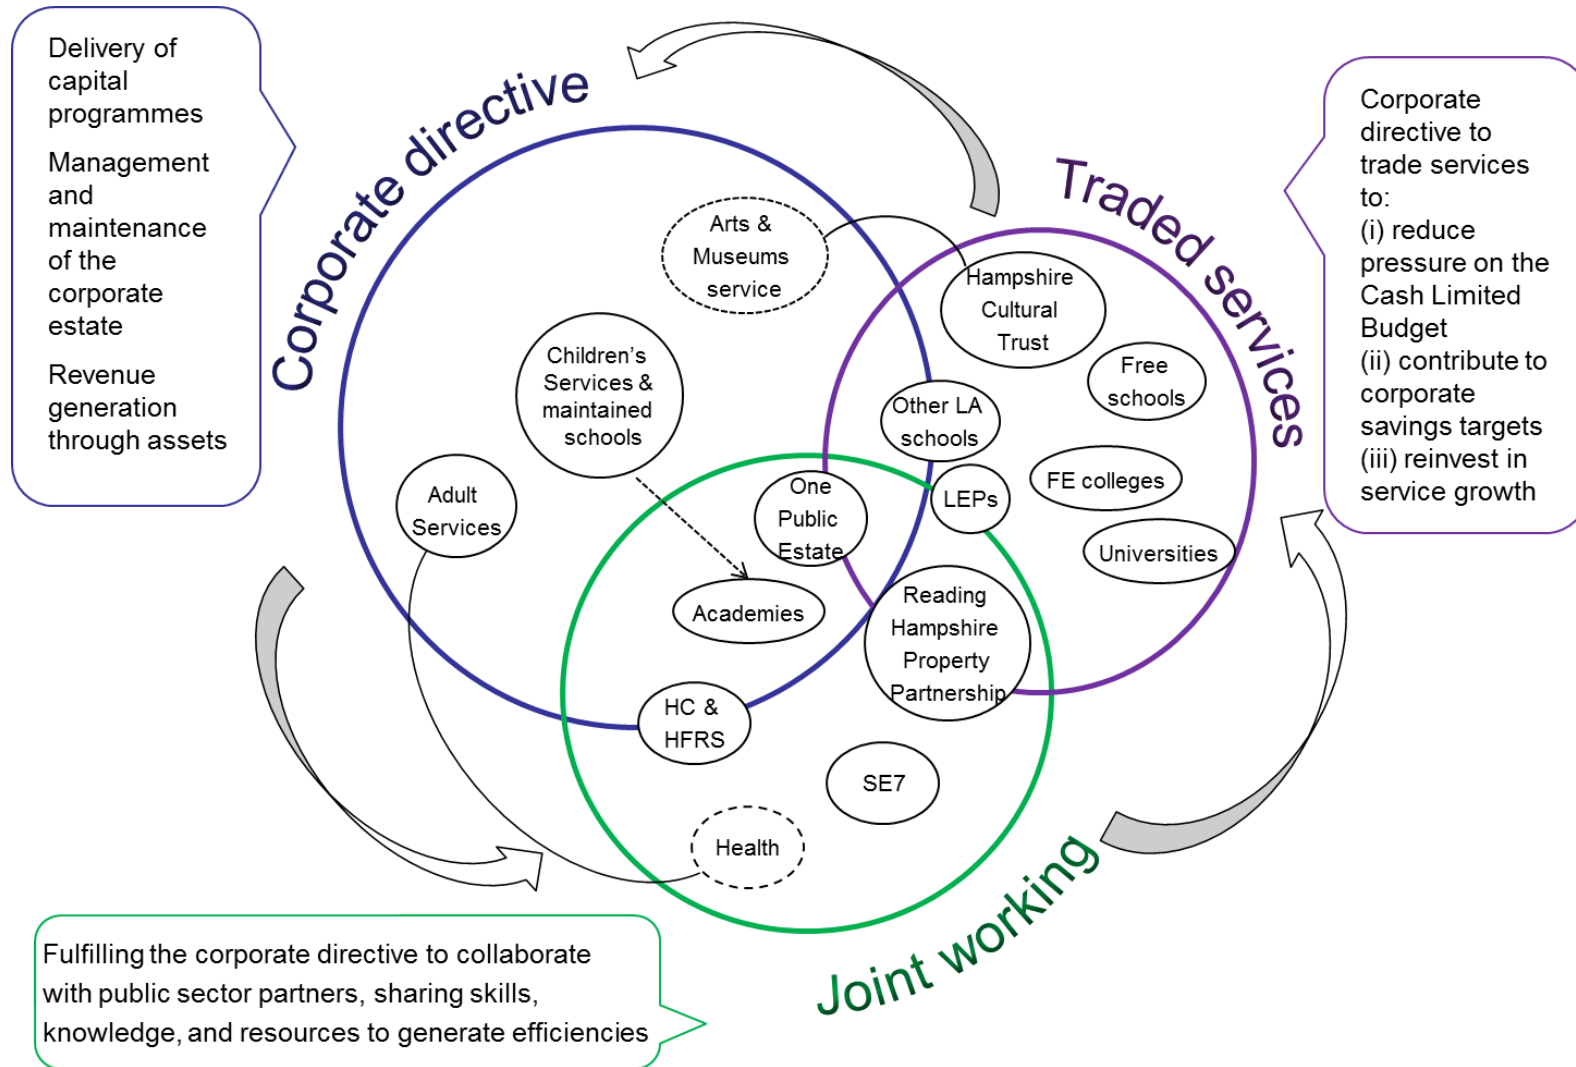 Delivery of
capital
programmes
Management
and
maintenance
of the
corporate
estate
Revenue
generation
through assets
Corporate directive
Traded services
Corporate
directive to
trade services
to:
(i) reduce
pressure on the
Cash Limited
Budget
(ii) contribute to
corporate
savings targets
(iii) reinvest in
service growth
Arts &
Museums
service
Hampshire
Cultural
Trust
Children's
Services &
maintained
schools
Free
schools
Other LA
schools
Adult
Services
One
Public
Estate
LEPs
FE colleges
Universities
Academies
Reading
Hampshire
Property
Partnership
HC &
HFRS
SE7
Health
Joint working
Fulfilling the corporate directive to collaborate
with public sector partners, sharing skills,
knowledge, and resources to generate efficiencies